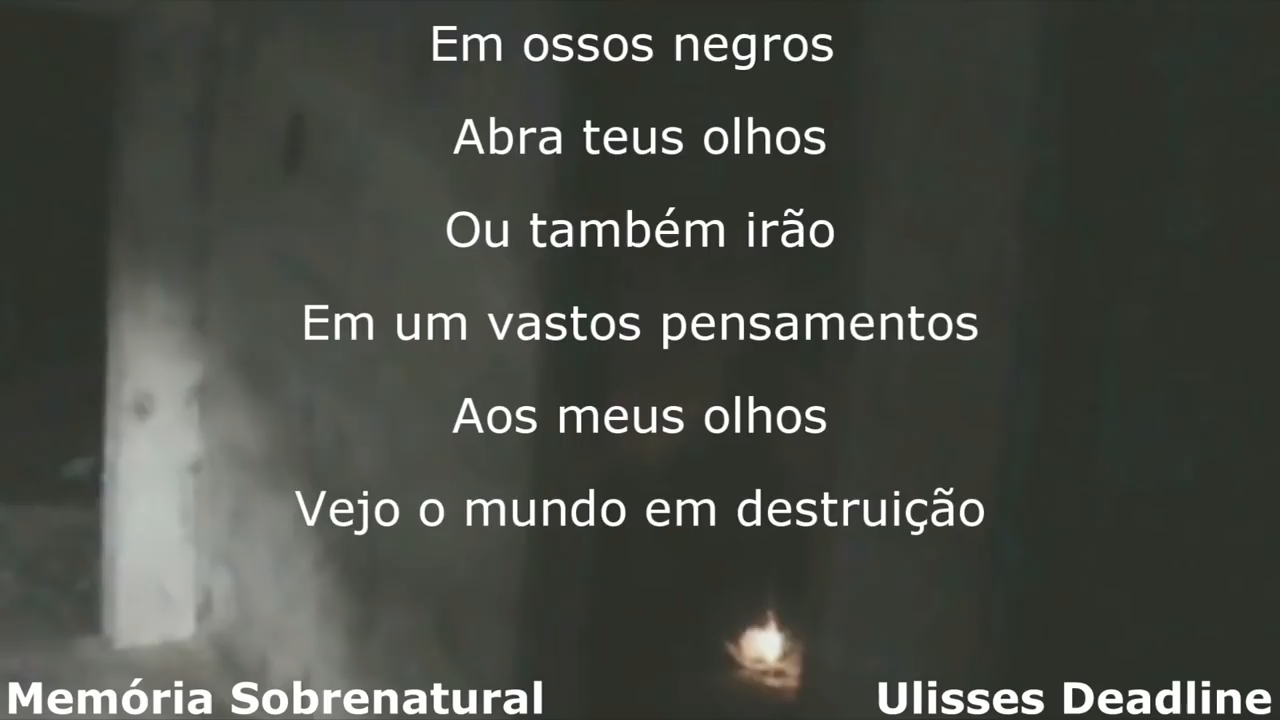 Em ossos negros
Abra teus olhos
Ou também irão
Em um vastos pensamentos
Aos meus olhos
Vejo o mundo em destruição
Memória Sobrenatural
Ulisses Deadline